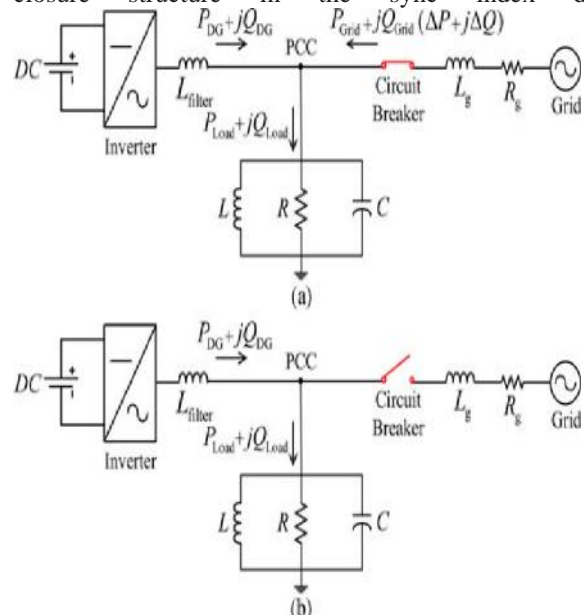 closure structure in the sync index d
P_DG+jQ_DG
P_Grid+jQ_Grid (ΔP+jΔQ)
PCC
DC
L_filter
Circuit
Breaker
L_g
R_g
Grid
Inverter
P_Load+jQ_Load
L
R
C
(a)
P_DG+jQ_DG
PCC
DC
L_filter
Circuit
Breaker
L_g
R_g
Grid
Inverter
P_Load+jQ_Load
L
R
C
(b)